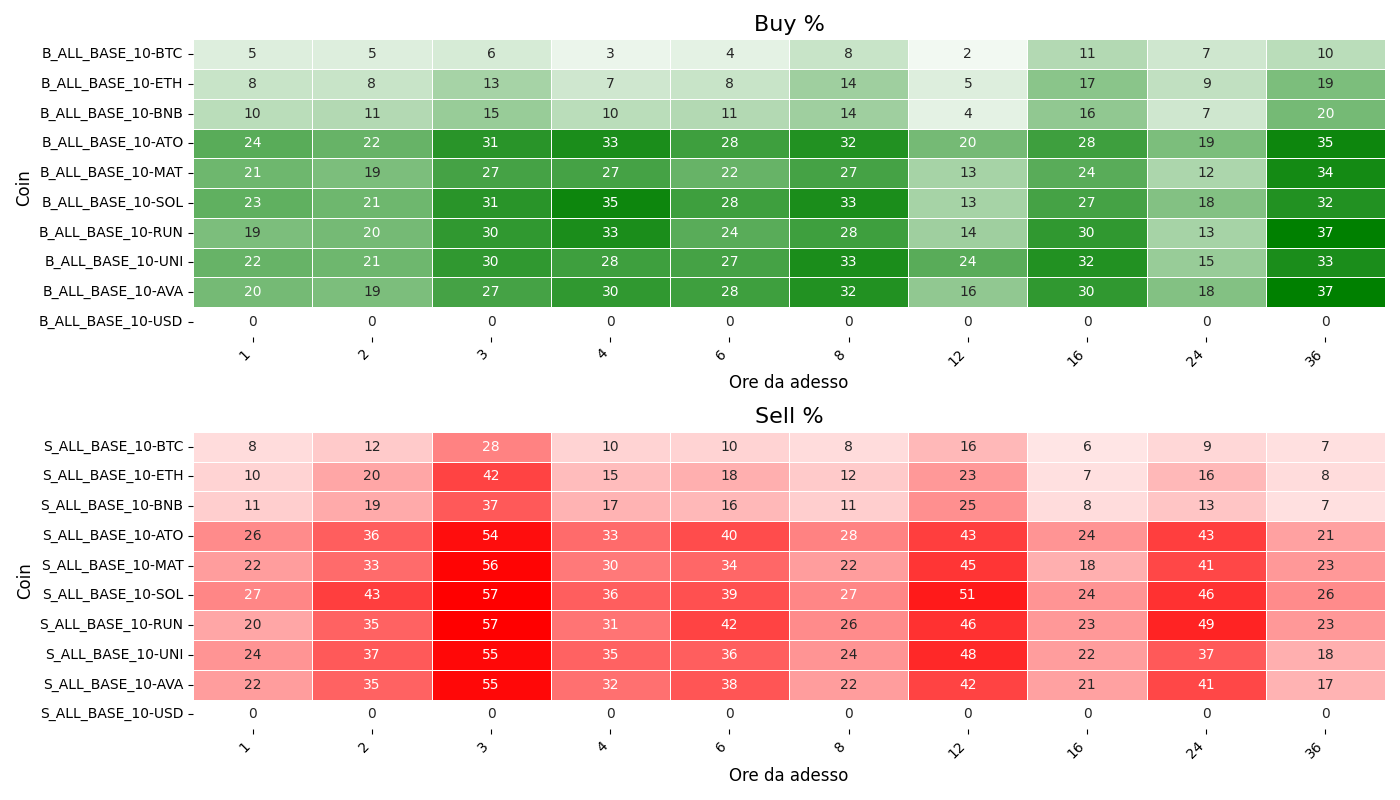 Buy %
Coin
B_ALL_BASE_10-BTC 5 5 6 3 4 8 2 11 7 10
B_ALL_BASE_10-ETH 8 8 13 7 8 14 5 17 9 19
B_ALL_BASE_10-BNB 10 11 15 10 11 14 4 16 7 20
B_ALL_BASE_10-ATO 24 22 31 33 28 32 20 28 19 35
B_ALL_BASE_10-MAT 21 19 27 27 22 27 13 24 12 34
B_ALL_BASE_10-SOL 23 21 31 35 28 33 13 27 18 32
B_ALL_BASE_10-RUN 19 20 30 33 24 28 14 30 13 37
B_ALL_BASE_10-UNI 22 21 30 28 27 33 24 32 15 33
B_ALL_BASE_10-AVA 20 19 27 30 28 32 16 30 18 37
B_ALL_BASE_10-USD 0 0 0 0 0 0 0 0 0 0
1 2 3 4 6 8 12 16 24 36
Ore da adesso
Sell %
Coin
S_ALL_BASE_10-BTC 8 12 28 10 10 8 16 6 9 7
S_ALL_BASE_10-ETH 10 20 42 15 18 12 23 7 16 8
S_ALL_BASE_10-BNB 11 19 37 17 16 11 25 8 13 7
S_ALL_BASE_10-ATO 26 36 54 33 40 28 43 24 43 21
S_ALL_BASE_10-MAT 22 33 56 30 34 22 45 18 41 23
S_ALL_BASE_10-SOL 27 43 57 36 39 27 51 24 46 26
S_ALL_BASE_10-RUN 20 35 57 31 42 26 46 23 49 23
S_ALL_BASE_10-UNI 24 37 55 35 36 24 48 22 37 18
S_ALL_BASE_10-AVA 22 35 55 32 38 22 42 21 41 17
S_ALL_BASE_10-USD 0 0 0 0 0 0 0 0 0 0
1 2 3 4 6 8 12 16 24 36
Ore da adesso